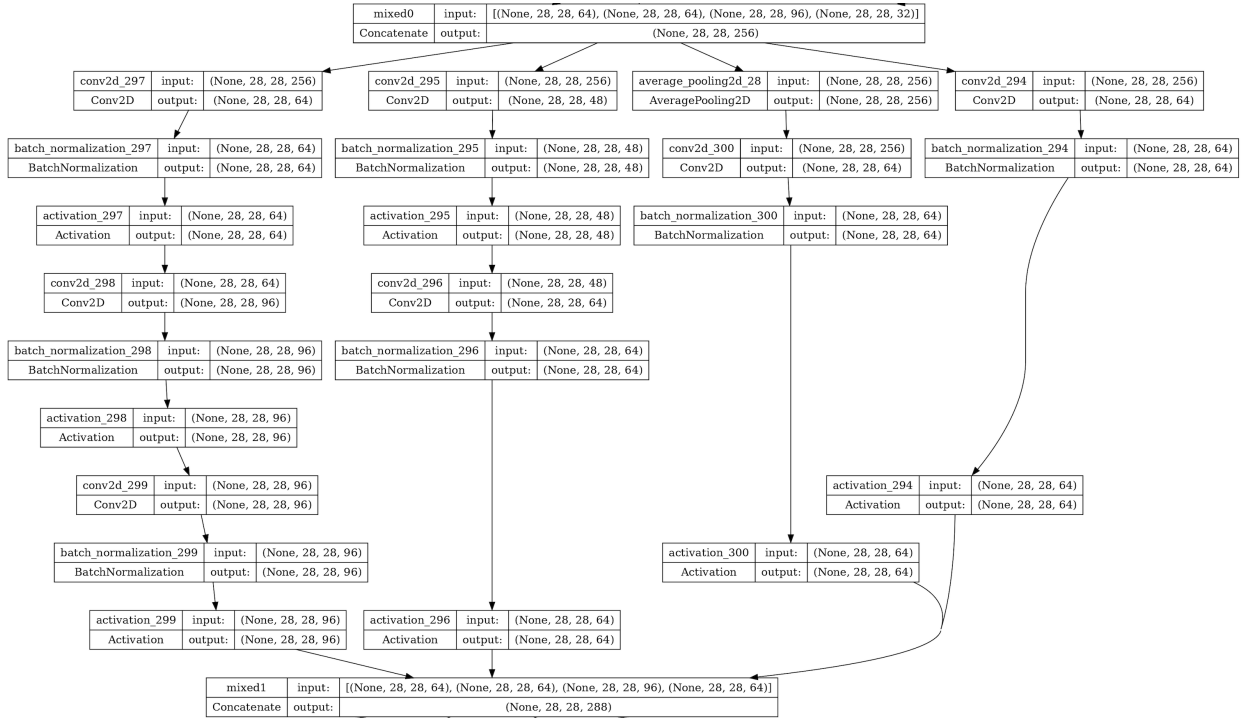 mixed0 input: [(None, 28, 28, 64), (None, 28, 28, 64), (None, 28, 28, 96), (None, 28, 28, 32)]
Concatenate output: (None, 28, 28, 256)
conv2d_297 input: (None, 28, 28, 256)
Conv2D output: (None, 28, 28, 64)
conv2d_295 input: (None, 28, 28, 256)
Conv2D output: (None, 28, 28, 48)
average_pooling2d_28 input: (None, 28, 28, 256)
AveragePooling2D output: (None, 28, 28, 256)
conv2d_294 input: (None, 28, 28, 256)
Conv2D output: (None, 28, 28, 64)
batch_normalization_297 input: (None, 28, 28, 64)
BatchNormalization output: (None, 28, 28, 64)
batch_normalization_295 input: (None, 28, 28, 48)
BatchNormalization output: (None, 28, 28, 48)
conv2d_300 input: (None, 28, 28, 256)
Conv2D output: (None, 28, 28, 64)
batch_normalization_294 input: (None, 28, 28, 64)
BatchNormalization output: (None, 28, 28, 64)
activation_297 input: (None, 28, 28, 64)
Activation output: (None, 28, 28, 64)
activation_295 input: (None, 28, 28, 48)
Activation output: (None, 28, 28, 48)
batch_normalization_300 input: (None, 28, 28, 64)
BatchNormalization output: (None, 28, 28, 64)
conv2d_298 input: (None, 28, 28, 64)
Conv2D output: (None, 28, 28, 96)
conv2d_296 input: (None, 28, 28, 48)
Conv2D output: (None, 28, 28, 64)
batch_normalization_298 input: (None, 28, 28, 96)
BatchNormalization output: (None, 28, 28, 96)
batch_normalization_296 input: (None, 28, 28, 64)
BatchNormalization output: (None, 28, 28, 64)
activation_298 input: (None, 28, 28, 96)
Activation output: (None, 28, 28, 96)
conv2d_299 input: (None, 28, 28, 96)
Conv2D output: (None, 28, 28, 96)
activation_294 input: (None, 28, 28, 64)
Activation output: (None, 28, 28, 64)
batch_normalization_299 input: (None, 28, 28, 96)
BatchNormalization output: (None, 28, 28, 96)
activation_300 input: (None, 28, 28, 64)
Activation output: (None, 28, 28, 64)
activation_299 input: (None, 28, 28, 96)
Activation output: (None, 28, 28, 96)
activation_296 input: (None, 28, 28, 64)
Activation output: (None, 28, 28, 64)
mixed1 input: [(None, 28, 28, 64), (None, 28, 28, 64), (None, 28, 28, 96), (None, 28, 28, 64)]
Concatenate output: (None, 28, 28, 288)